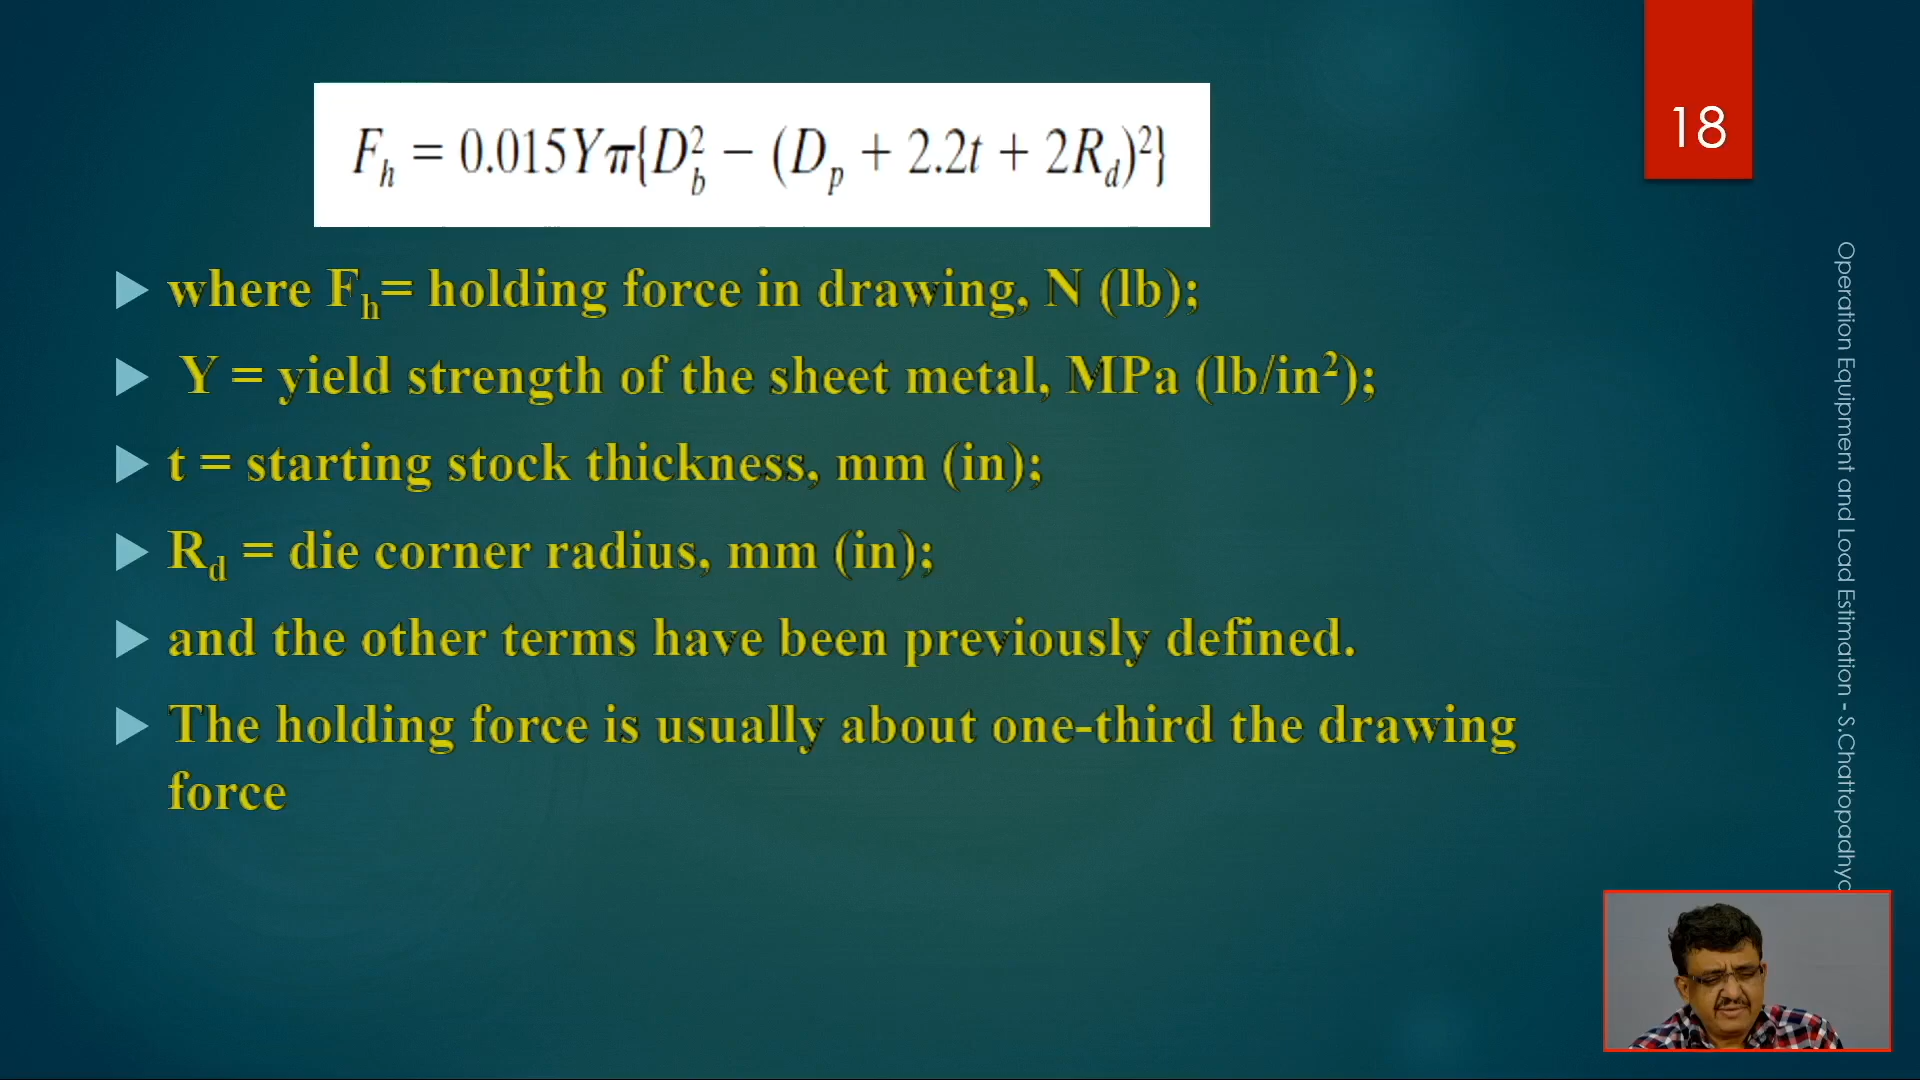 18
F_h = 0.015Yπ{D_b^2 − (D_p + 2.2t + 2R_d)^2}
where F_h= holding force in drawing, N (lb);
Y = yield strength of the sheet metal, MPa (lb/in²);
t = starting stock thickness, mm (in);
R_d = die corner radius, mm (in);
and the other terms have been previously defined.
The holding force is usually about one-third the drawing
force
Operation Equipment and Load Estimation - S.Chattopadhya